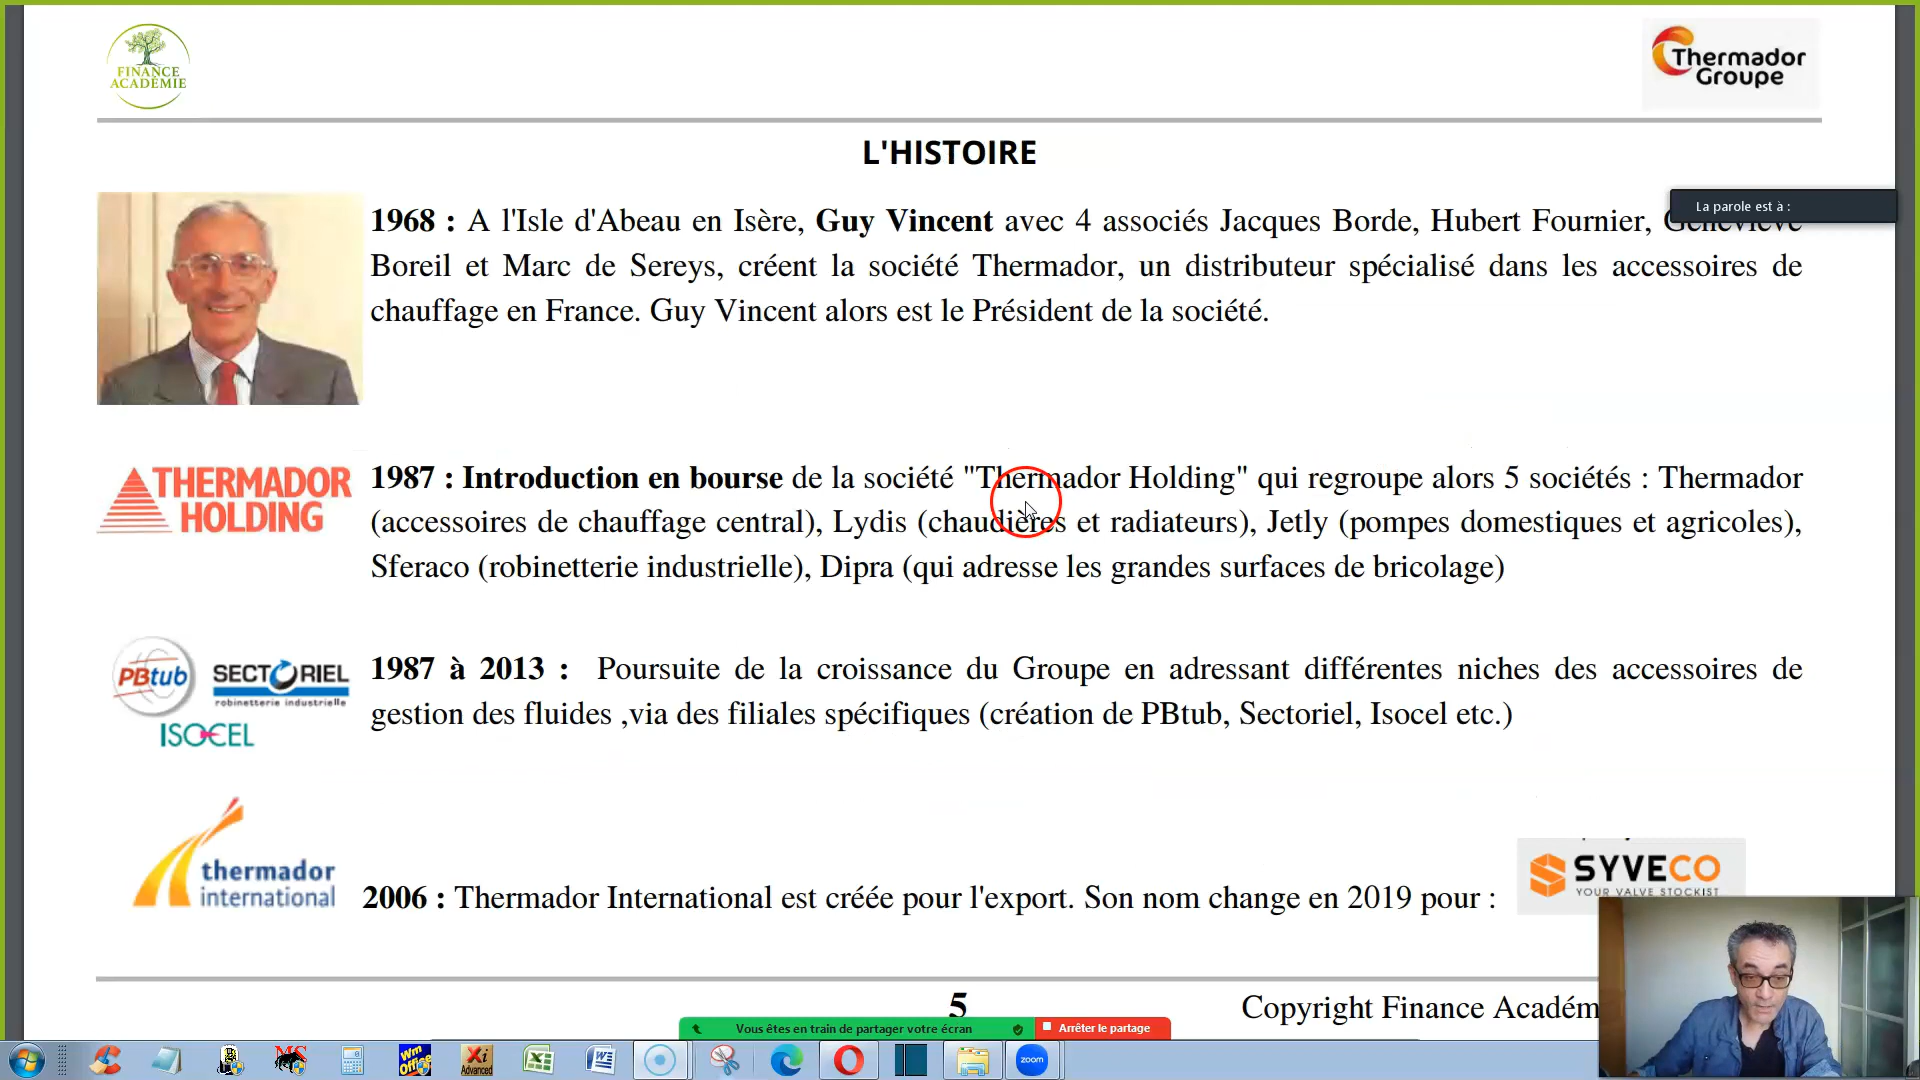 FINANCE
ACADÉMIE
Thermador
Groupe
L'HISTOIRE
La parole est à :
1968 : A l'Isle d'Abeau en Isère, Guy Vincent avec 4 associés Jacques Borde, Hubert Fournier, Geneviève
Boreil et Marc de Sereys, créent la société Thermador, un distributeur spécialisé dans les accessoires de
chauffage en France. Guy Vincent alors est le Président de la société.
THERMADOR
HOLDING
1987 : Introduction en bourse de la société "Thermador Holding" qui regroupe alors 5 sociétés : Thermador
(accessoires de chauffage central), Lydis (chaudières et radiateurs), Jetly (pompes domestiques et agricoles),
Sferaco (robinetterie industrielle), Dipra (qui adresse les grandes surfaces de bricolage)
PBtub
SECTORIEL
robinetterie industrielle
ISOCEL
1987 à 2013 : Poursuite de la croissance du Groupe en adressant différentes niches des accessoires de
gestion des fluides ,via des filiales spécifiques (création de PBtub, Sectoriel, Isocel etc.)
thermador
international
2006 : Thermador International est créée pour l'export. Son nom change en 2019 pour :
SYVECO
YOUR VALVE STOCKIST
5
Copyright Finance Académ
Vous êtes en train de partager votre écran
Arrêter le partage
Wm
Office
Xi
Advanced
zoom